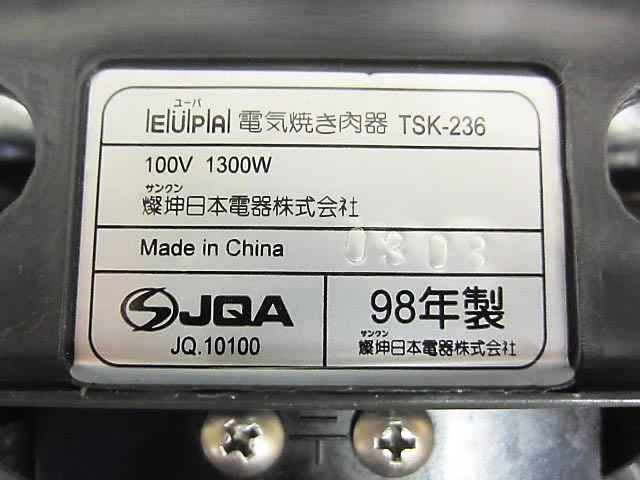 ユーパ
EUPA 電気焼き肉器 TSK-236
100V 1300W
サンクン
燦坤日本電器株式会社
Made in China 0303
JQA
JQ.10100
98年製
サンクン
燦坤日本電器株式会社